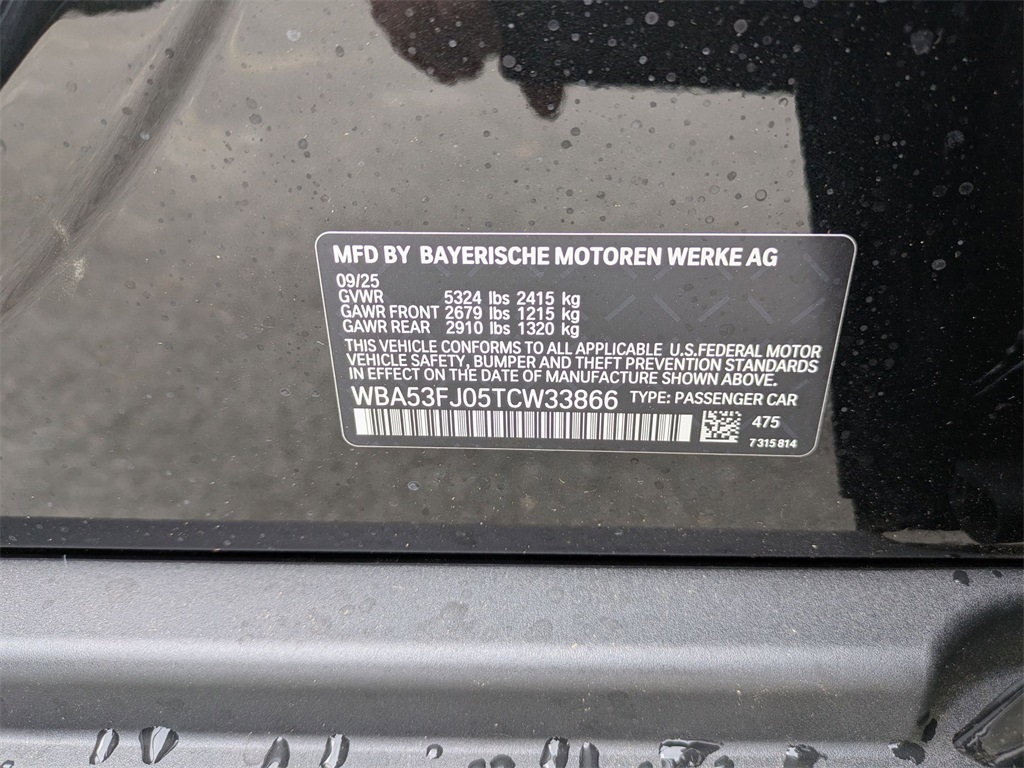 MFD BY BAYERISCHE MOTOREN WERKE AG
09/25
GVWR 5324 lbs 2415 kg
GAWR FRONT 2679 lbs 1215 kg
GAWR REAR 2910 lbs 1320 kg
THIS VEHICLE CONFORMS TO ALL APPLICABLE U.S.FEDERAL MOTOR
VEHICLE SAFETY, BUMPER AND THEFT PREVENTION STANDARDS
IN EFFECT ON THE DATE OF MANUFACTURE SHOWN ABOVE.
WBA53FJ05TCW33866 TYPE: PASSENGER CAR
475
7315814